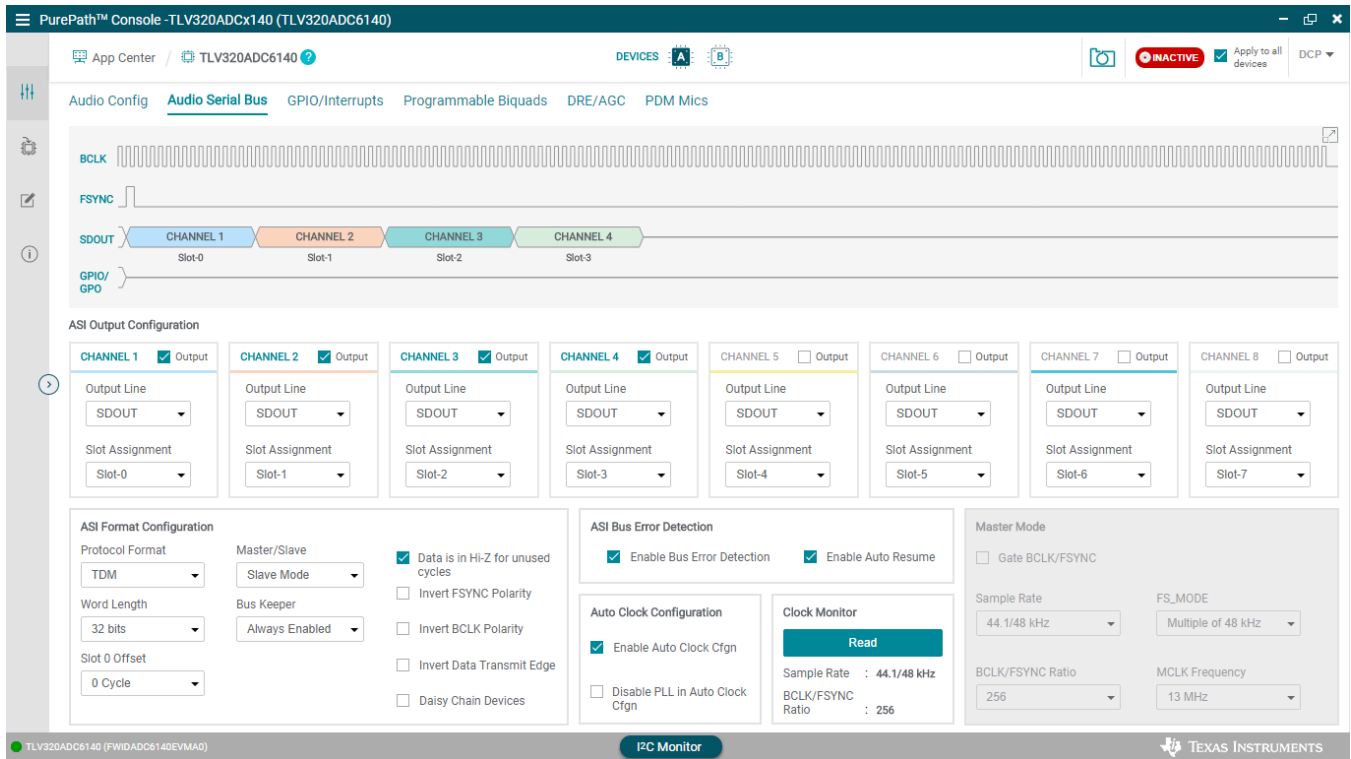 PurePath™ Console -TLV320ADCx140 (TLV320ADC6140)
App Center / TLV320ADC6140 ?
DEVICES A B
INACTIVE
Apply to all
devices
DCP
Audio Config Audio Serial Bus GPIO/Interrupts Programmable Biquads DRE/AGC PDM Mics
BCLK
FSYNC
SDOUT CHANNEL 1 CHANNEL 2 CHANNEL 3 CHANNEL 4
Slot-0 Slot-1 Slot-2 Slot-3
GPIO/
GPO
ASI Output Configuration
CHANNEL 1 Output CHANNEL 2 Output CHANNEL 3 Output CHANNEL 4 Output CHANNEL 5 Output CHANNEL 6 Output CHANNEL 7 Output CHANNEL 8 Output
Output Line Output Line Output Line Output Line Output Line Output Line Output Line Output Line
SDOUT SDOUT SDOUT SDOUT SDOUT SDOUT SDOUT SDOUT
Slot Assignment Slot Assignment Slot Assignment Slot Assignment Slot Assignment Slot Assignment Slot Assignment Slot Assignment
Slot-0 Slot-1 Slot-2 Slot-3 Slot-4 Slot-5 Slot-6 Slot-7
ASI Format Configuration
Protocol Format
TDM
Word Length
32 bits
Slot 0 Offset
0 Cycle
Master/Slave
Slave Mode
Bus Keeper
Always Enabled
Data is in Hi-Z for unused
cycles
Invert FSYNC Polarity
Invert BCLK Polarity
Invert Data Transmit Edge
Daisy Chain Devices
ASI Bus Error Detection
Enable Bus Error Detection Enable Auto Resume
Auto Clock Configuration
Enable Auto Clock Cfgn
Disable PLL in Auto Clock
Cfgn
Clock Monitor
Read
Sample Rate : 44.1/48 kHz
BCLK/FSYNC
Ratio : 256
Master Mode
Gate BCLK/FSYNC
Sample Rate FS_MODE
44.1/48 kHz Multiple of 48 kHz
BCLK/FSYNC Ratio MCLK Frequency
256 13 MHz
TLV320ADC6140 (FWIDADC6140EVMA0)
I²C Monitor
TEXAS INSTRUMENTS